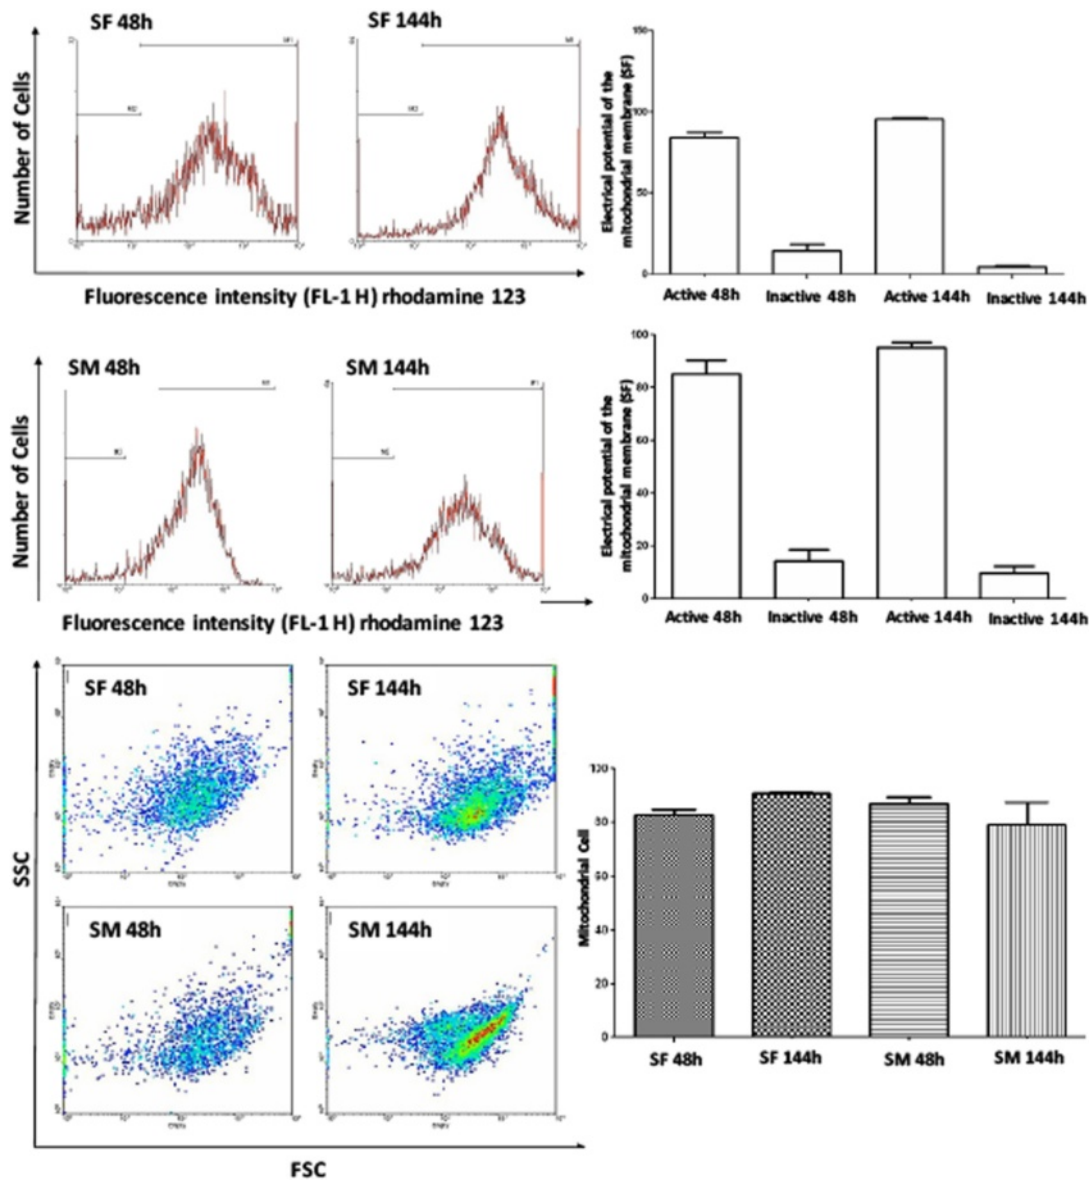 SF 48h
SF 144h
Number of Cells
Fluorescence intensity (FL-1 H) rhodamine 123
150
100
50
0
Electrical potential of the
mitochondrial membrane (SF)
Active 48h
Inactive 48h
Active 144h
Inactive 144h
SM 48h
SM 144h
Number of Cells
Fluorescence intensity (FL-1 H) rhodamine 123
100
80
60
40
20
0
Electrical potential of the
mitochondrial membrane (SF)
Active 48h
Inactive 48h
Active 144h
Inactive 144h
SF 48h
SF 144h
SM 48h
SM 144h
SSC
FSC
80
60
40
20
0
Mitochondrial Cell
SF 48h
SF 144h
SM 48h
SM 144h